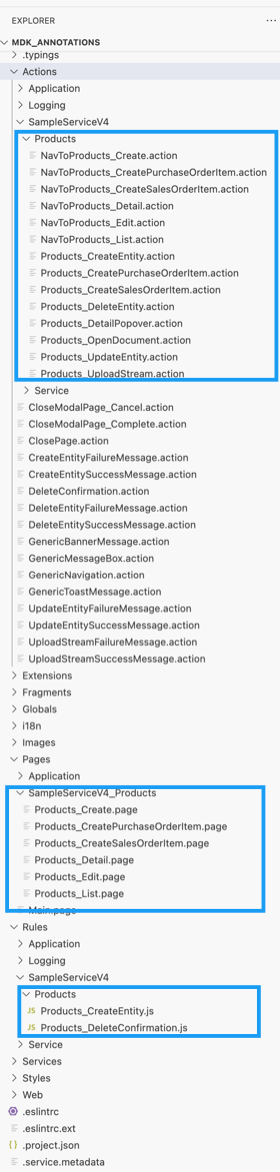 EXPLORER
MDK_ANNOTATIONS
.typings
Actions
Application
Logging
SampleServiceV4
Products
NavToProducts_Create.action
NavToProducts_CreatePurchaseOrderItem.action
NavToProducts_CreateSalesOrderItem.action
NavToProducts_Detail.action
NavToProducts_Edit.action
NavToProducts_List.action
Products_CreateEntity.action
Products_CreatePurchaseOrderItem.action
Products_CreateSalesOrderItem.action
Products_DeleteEntity.action
Products_DetailPopover.action
Products_OpenDocument.action
Products_UpdateEntity.action
Products_UploadStream.action
Service
CloseModalPage_Cancel.action
CloseModalPage_Complete.action
ClosePage.action
CreateEntityFailureMessage.action
CreateEntitySuccessMessage.action
DeleteConfirmation.action
DeleteEntityFailureMessage.action
DeleteEntitySuccessMessage.action
GenericBannerMessage.action
GenericMessageBox.action
GenericNavigation.action
GenericToastMessage.action
UpdateEntityFailureMessage.action
UpdateEntitySuccessMessage.action
UploadStreamFailureMessage.action
UploadStreamSuccessMessage.action
Extensions
Fragments
Globals
i18n
Images
Pages
Application
SampleServiceV4_Products
Products_Create.page
Products_CreatePurchaseOrderItem.page
Products_CreateSalesOrderItem.page
Products_Detail.page
Products_Edit.page
Products_List.page
Main.page
Rules
Application
Logging
SampleServiceV4
Products
JS Products_CreateEntity.js
JS Products_DeleteConfirmation.js
Service
Services
Styles
Web
.eslintrc
.eslintrc.ext
{} .project.json
.service.metadata